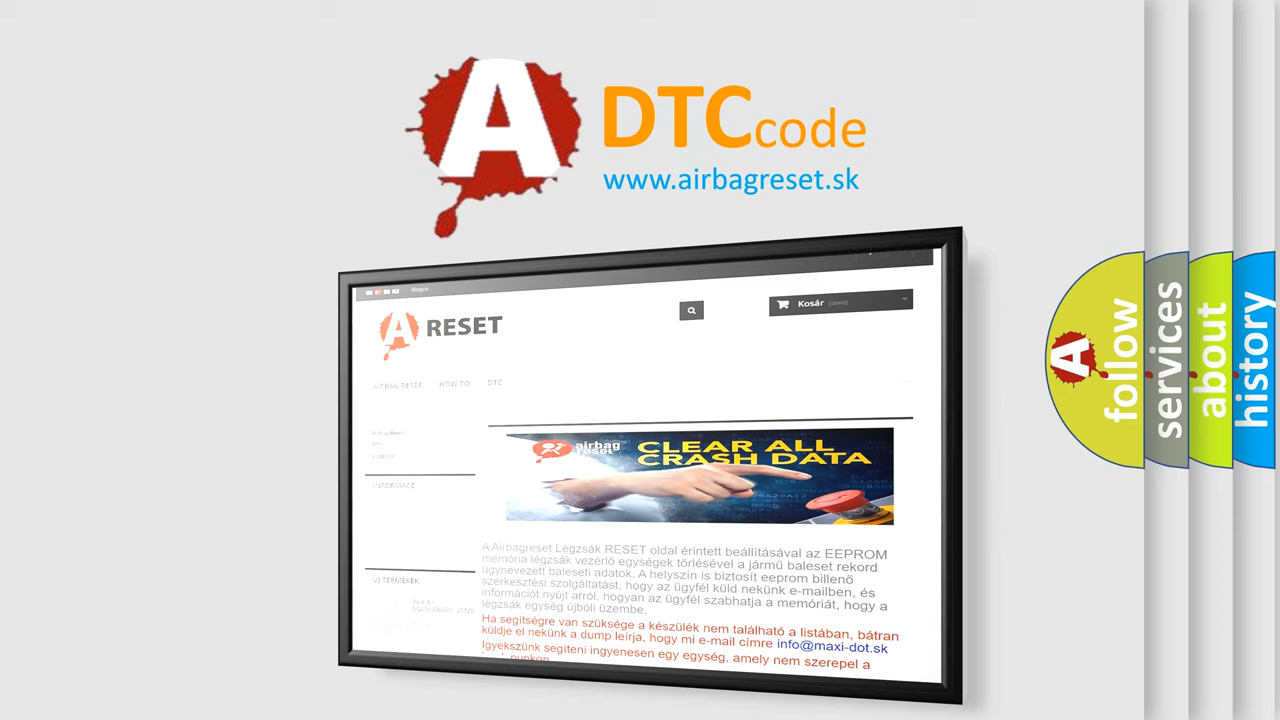 A
DTCcode
www.airbagreset.sk
Magyar
A RESET
Kosár (üres)
AIRBAG RESET HOW TO DTC
airbag
reset
CLEAR ALL
CRASH DATA
INFORMACE
A Airbagreset Légzsák RESET oldal érintett beállításával az EEPROM
memória légzsák vezérlő egységek törlésével a jármű baleset rekord
úgynevezett baleseti adatok. A helyszín is biztosít eeprom billenő
szerkesztési szolgáltatást, hogy az ügyfél küld nekünk e-mailben, és
információt nyújt arról, hogyan az ügyfél szabhatja a memóriát, hogy a
légzsák egység újbóli üzembe.
ÚJ TERMÉKEK
Ha segítségre van szüksége a készülék nem található a listában, bátran
küldje el nekünk a dump leírja, hogy mi e-mail címre info@maxi-dot.sk
Igyekszünk segíteni ingyenesen egy egység, amely nem szerepel a
A
follow
services
about
history